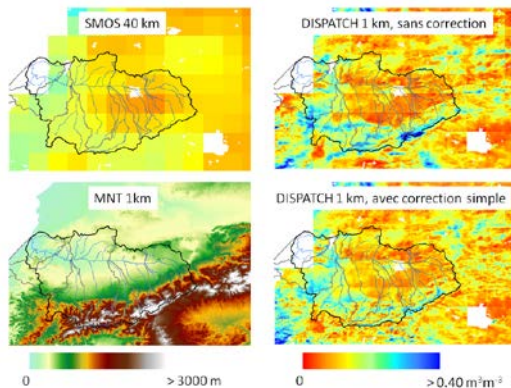 SMOS 40 km
DISPATCH 1 km, sans correction
MNT 1km
DISPATCH 1 km, avec correction simple
0
> 3000 m
0
> 0.40 m³m⁻³